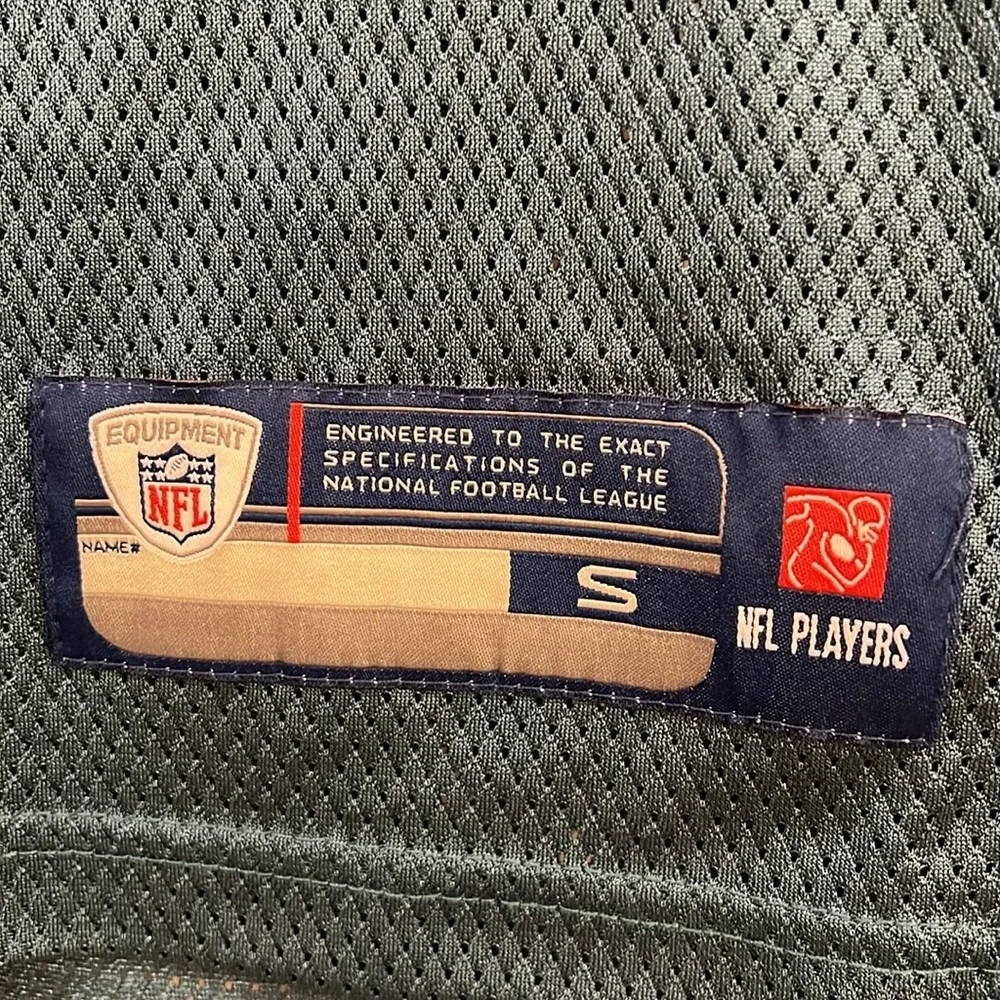 EQUIPMENT
NFL
ENGINEERED TO THE EXACT
SPECIFICATIONS OF THE
NATIONAL FOOTBALL LEAGUE
NAME#
S
NFL PLAYERS